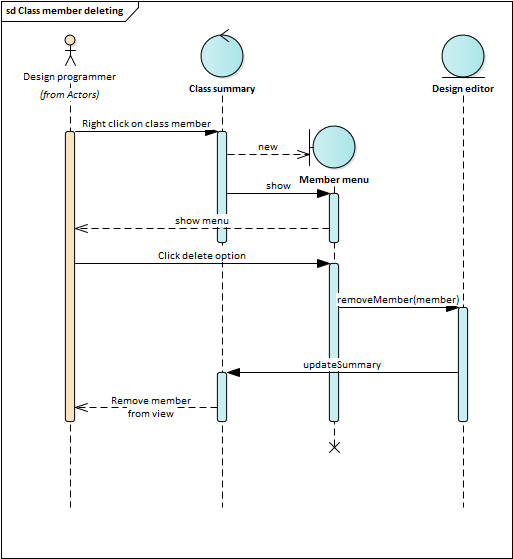 sd Class member deleting
Design programmer
(from Actors)
Class summary
Design editor
Right click on class member
new
Member menu
show
show menu
Click delete option
removeMember(member)
updateSummary
Remove member
from view